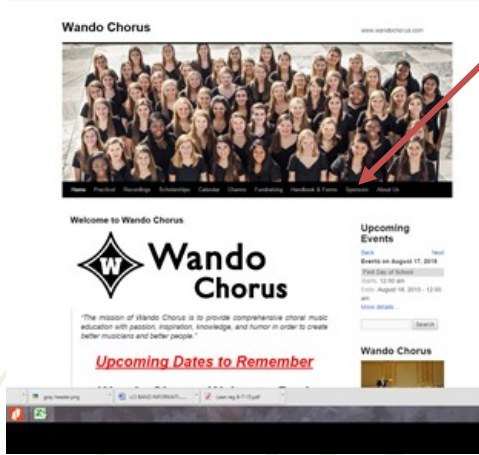 Wando Chorus
www.wandochorus.com
Home Practical Recordings Scholarships Calendar Charms Fundraising Handbook & Forms Sponsors About Us
Welcome to Wando Chorus
W
Wando
Chorus
"The mission of Wando Chorus is to provide comprehensive choral music
education with passion, inspiration, knowledge, and humor in order to create
better musicians and better people."
Upcoming Dates to Remember
Upcoming
Events
Back Next
Events on August 17, 2015
First Day of School
Starts: 12:00 am
Ends: August 18, 2015 - 12:00
am
More details...
Search
Wando Chorus
gray header.png